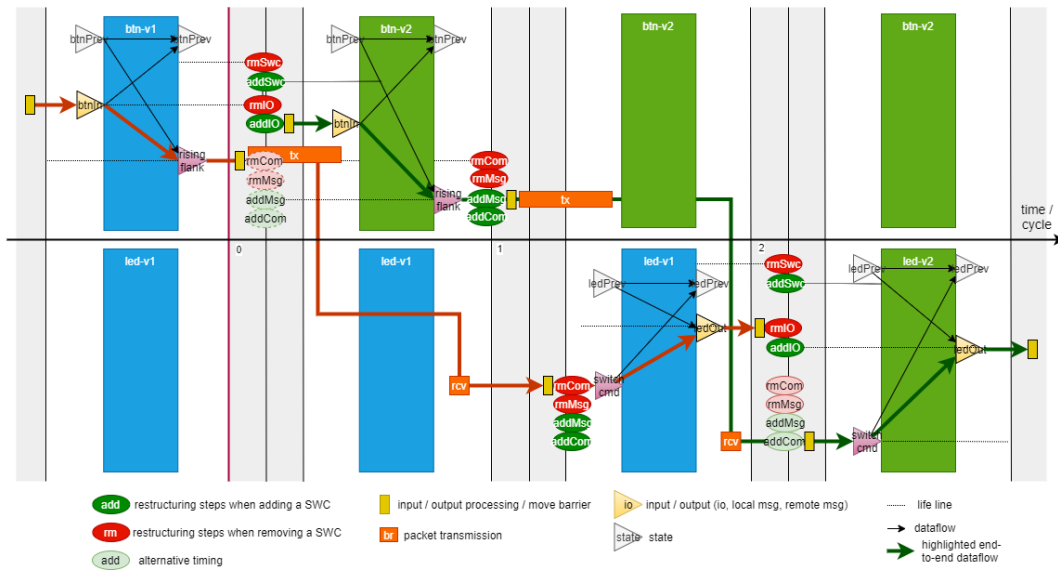 btn-v1
btn-v2
btn-v2
btn-v2
btnPrev
btnPrev
btnPrev
btnPrev
rmSwc
addSwc
rmIO
addIO
btnIn
btnIn
tx
rising
flank
rmCom
rmMsg
addMsg
addCom
rmCom
rmMsg
addMsg
addCom
rising
flank
tx
time /
cycle
0
1
2
led-v1
led-v1
led-v1
led-v2
rmSwc
addSwc
ledPrev
ledPrev
ledPrev
ledPrev
rmIO
addIO
ledOut
ledOut
rcv
rmCom
rmMsg
addMsg
addCom
switch
cmd
rmCom
rmMsg
addMsg
addCom
rcv
switch
cmd
add restructuring steps when adding a SWC
rm restructuring steps when removing a SWC
add alternative timing
input / output processing / move barrier
br packet transmission
io input / output (io, local msg, remote msg)
state state
life line
dataflow
highlighted end-
to-end dataflow